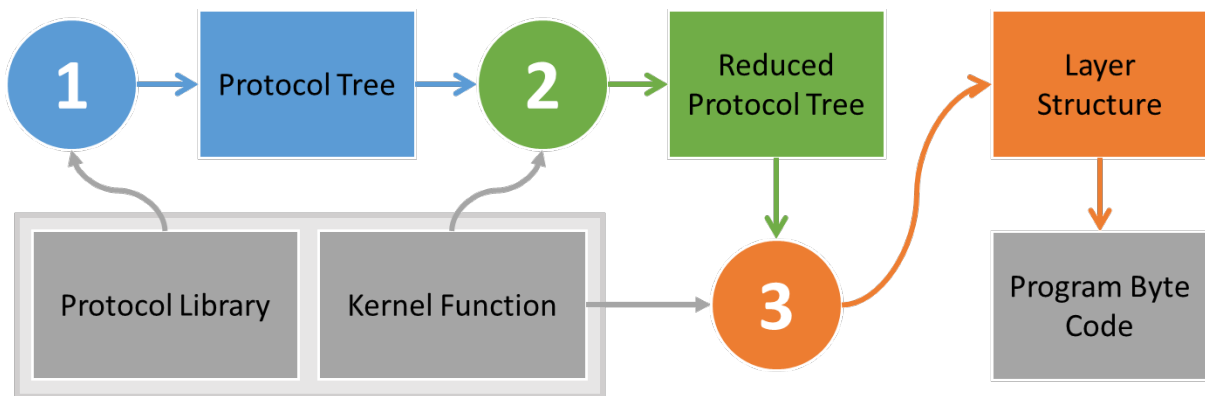 1
Protocol Tree
2
Reduced
Protocol Tree
Layer
Structure
Protocol Library
Kernel Function
3
Program Byte
Code